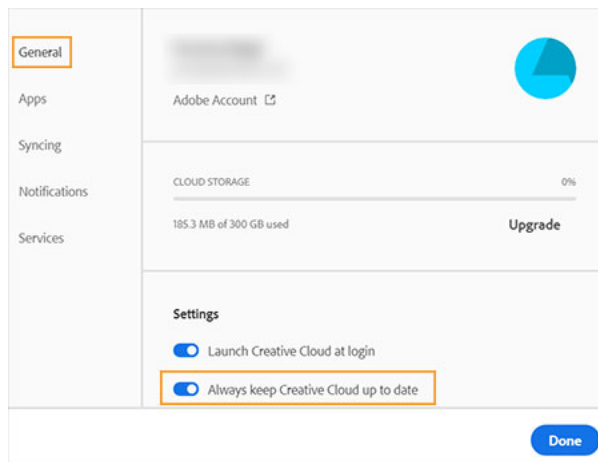 General
Apps
Syncing
Notifications
Services
Adobe Account
CLOUD STORAGE 0%
185.3 MB of 300 GB used Upgrade
Settings
Launch Creative Cloud at login
Always keep Creative Cloud up to date
Done